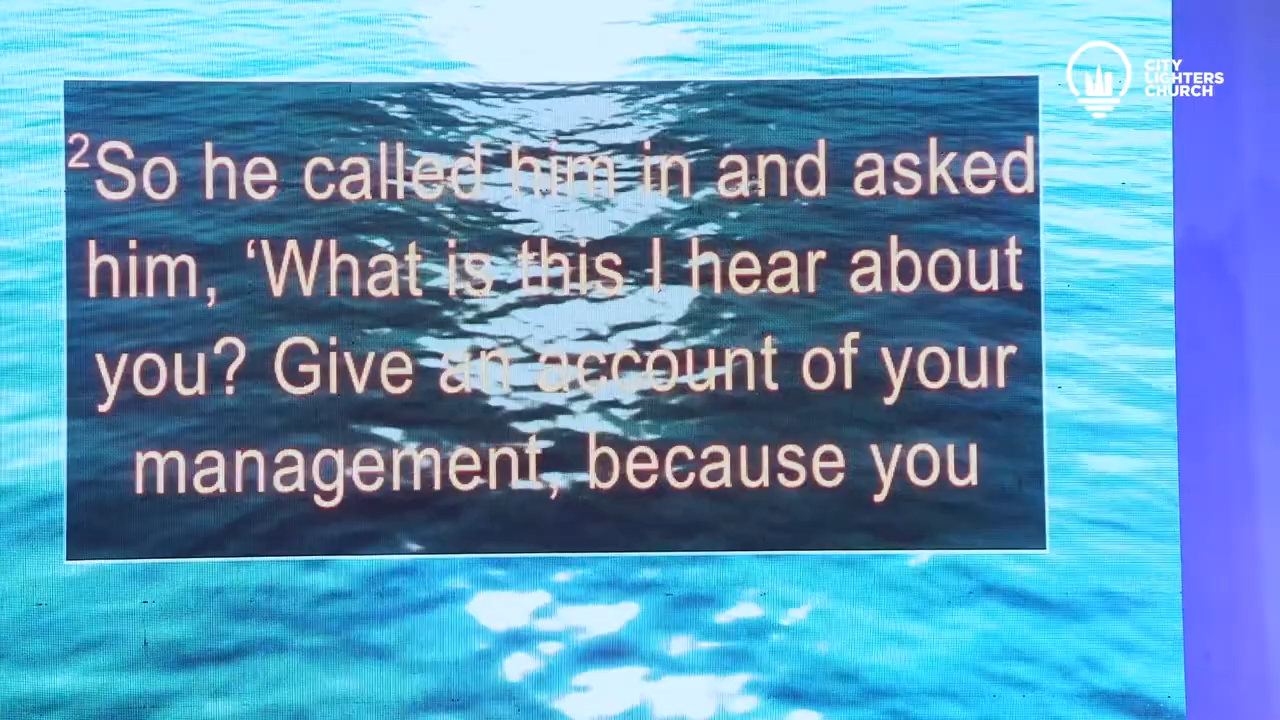 CITY
LIGHTERS
CHURCH
²So he called him in and asked
him, ‘What is this I hear about
you? Give an account of your
management, because you